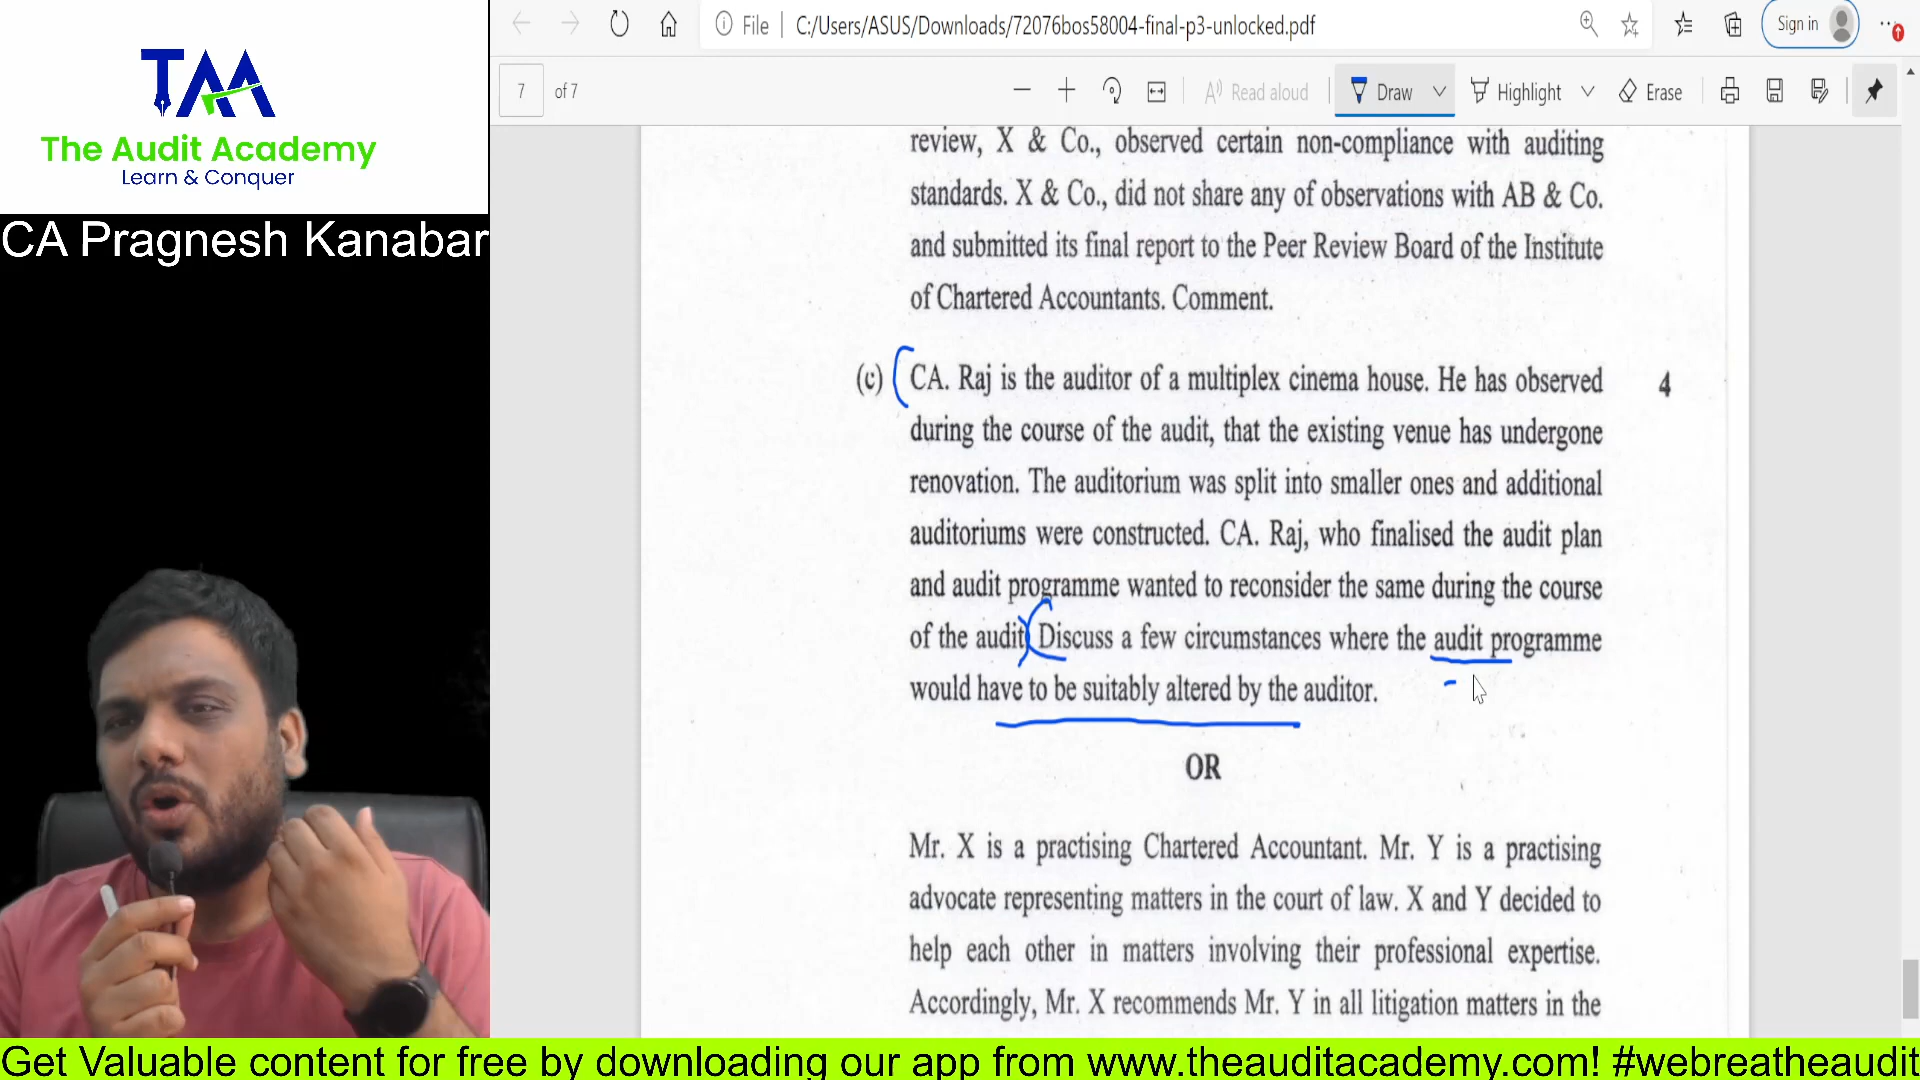 TAA
The Audit Academy
Learn & Conquer
CA Pragnesh Kanabar
File
C:/Users/ASUS/Downloads/72076bos58004-final-p3-unlocked.pdf
Sign in
7 of 7
Read aloud
Draw
Highlight
Erase
review, X & Co., observed certain non-compliance with auditing
standards. X & Co., did not share any of observations with AB & Co.
and submitted its final report to the Peer Review Board of the Institute
of Chartered Accountants. Comment.
(c) CA. Raj is the auditor of a multiplex cinema house. He has observed 4
during the course of the audit, that the existing venue has undergone
renovation. The auditorium was split into smaller ones and additional
auditoriums were constructed. CA. Raj, who finalised the audit plan
and audit programme wanted to reconsider the same during the course
of the audit. Discuss a few circumstances where the audit programme
would have to be suitably altered by the auditor.
OR
Mr. X is a practising Chartered Accountant. Mr. Y is a practising
advocate representing matters in the court of law. X and Y decided to
help each other in matters involving their professional expertise.
Accordingly, Mr. X recommends Mr. Y in all litigation matters in the
Get Valuable content for free by downloading our app from www.theauditacademy.com! #webreatheaudit